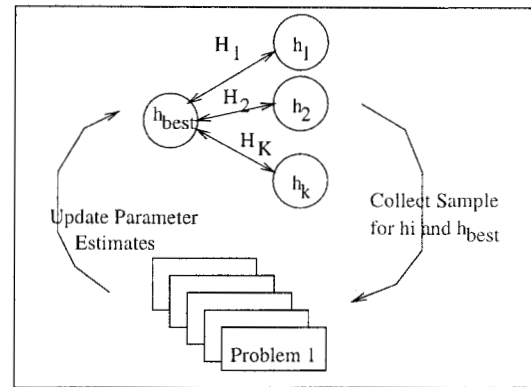 H1
h1
H2
h2
hbest
HK
hk
Collect Sample
for hi and hbest
Update Parameter
Estimates
Problem 1